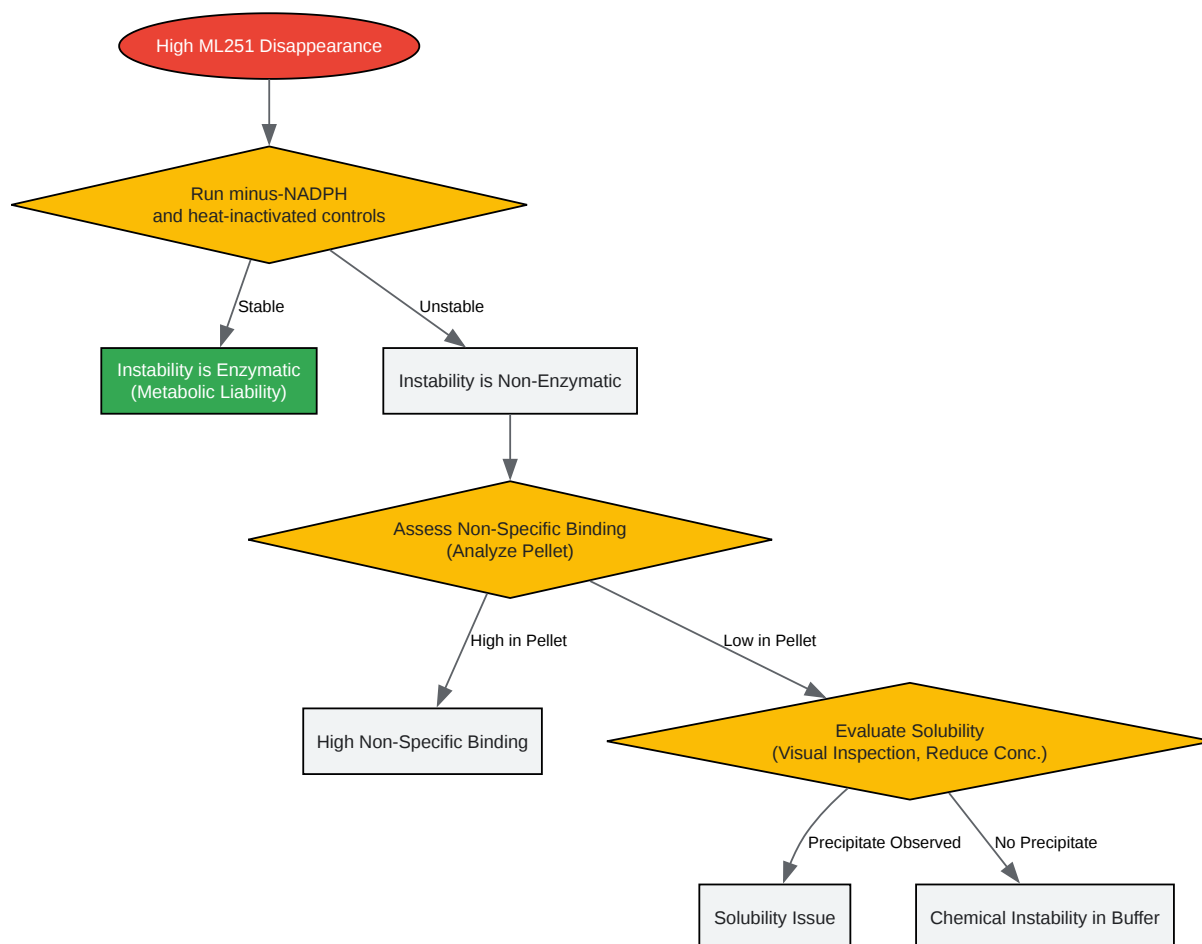 High ML251 Disappearance
Run minus-NADPH
and heat-inactivated controls
Stable
Unstable
Instability is Enzymatic
(Metabolic Liability)
Instability is Non-Enzymatic
Assess Non-Specific Binding
(Analyze Pellet)
High in Pellet
Low in Pellet
High Non-Specific Binding
Evaluate Solubility
(Visual Inspection, Reduce Conc.)
Precipitate Observed
No Precipitate
Solubility Issue
Chemical Instability in Buffer